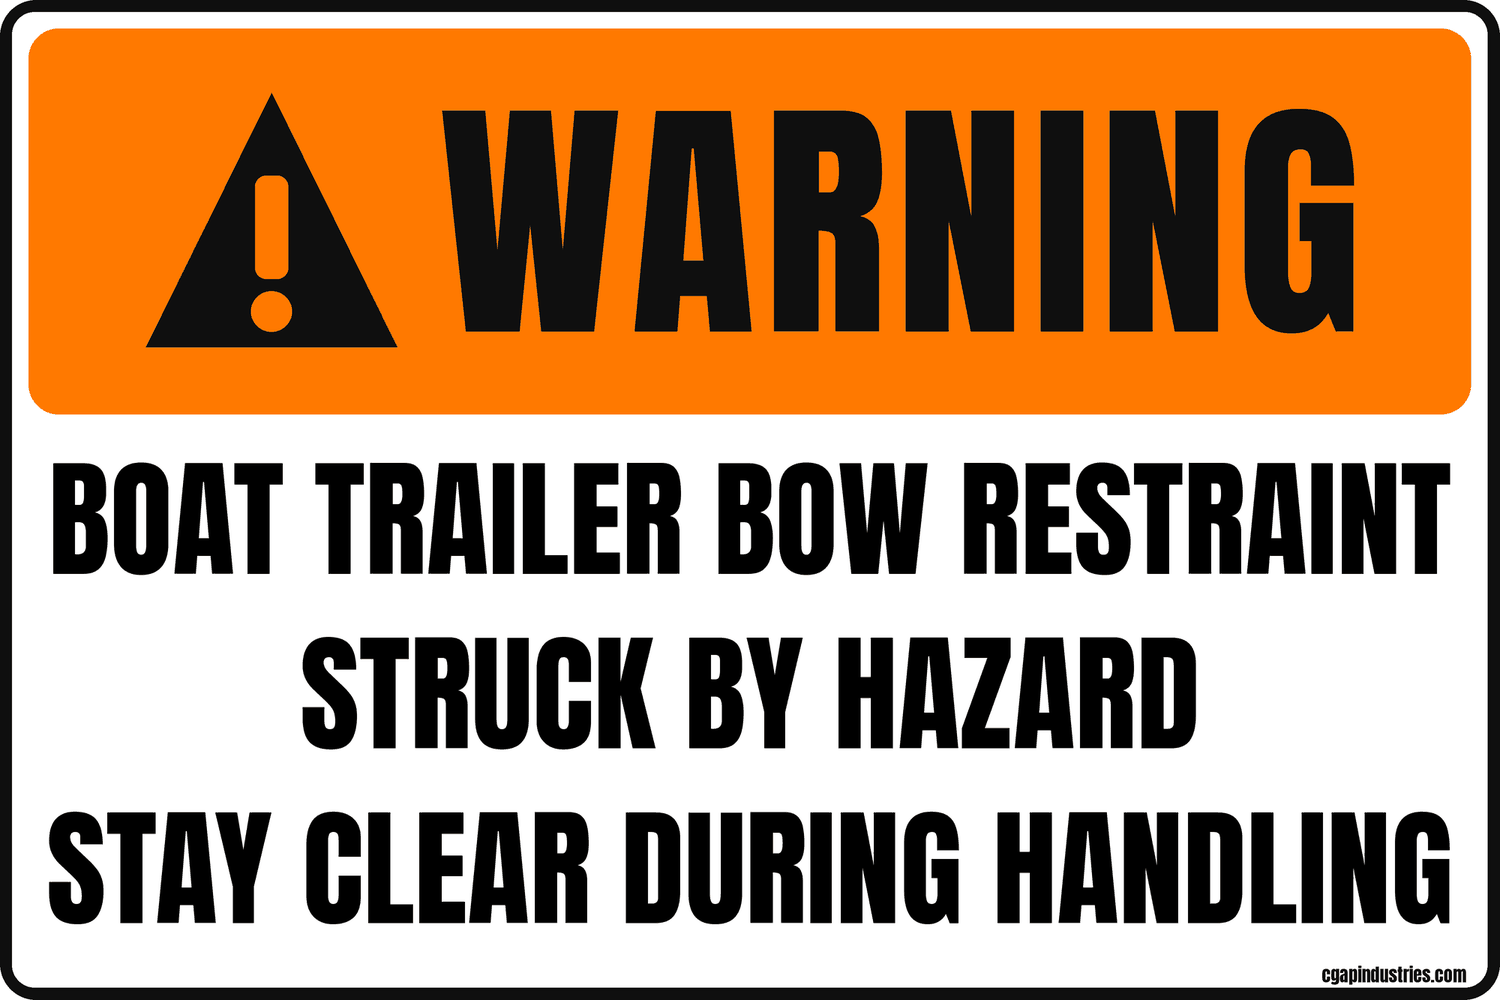 WARNING
BOAT TRAILER BOW RESTRAINT
STRUCK BY HAZARD
STAY CLEAR DURING HANDLING
cgapindustries.com